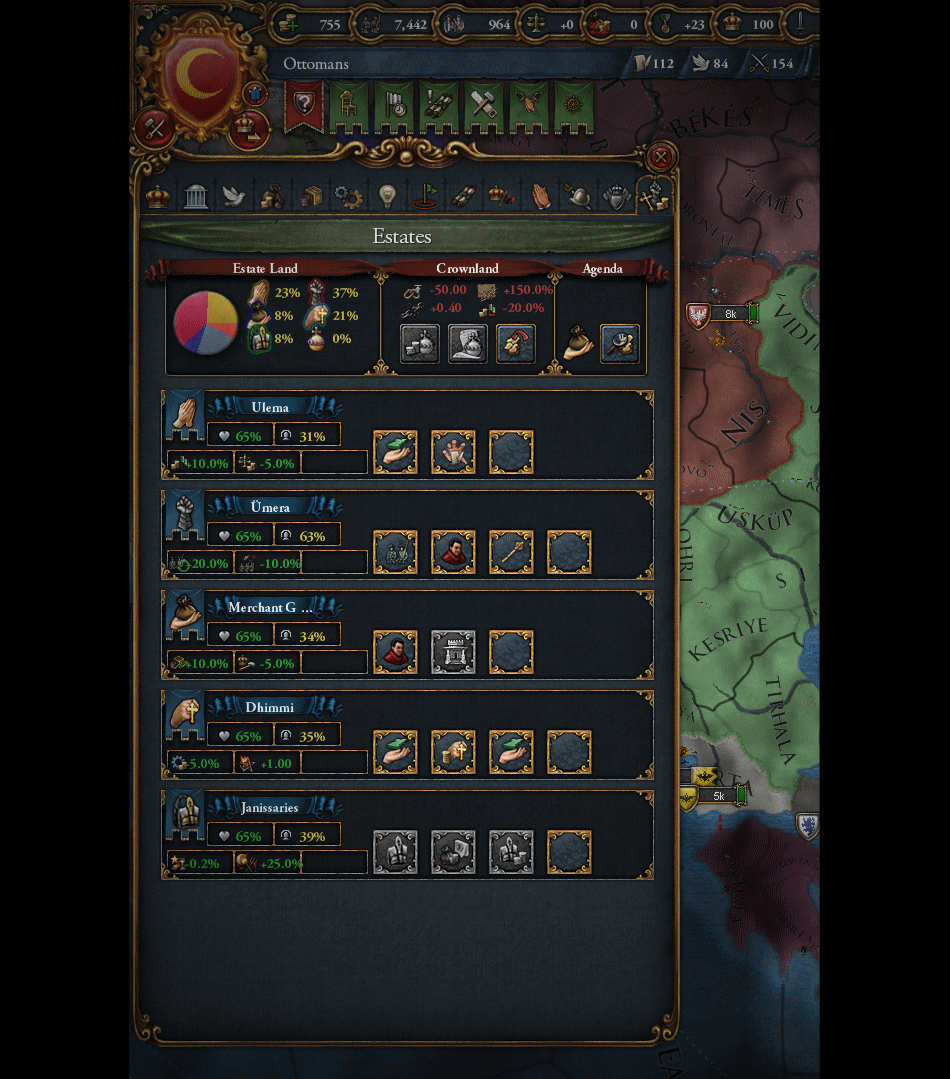 755 7,442 964 +0 0 +23 100
Ottomans 112 84 154
BÉKÉS
TIMES
Estates
Estate Land Crownland Agenda
23% 37% -50.00 +150.0%
8% 21% +0.40 -20.0%
8% 0%
8k
VIDI
Ulema
65% 31%
+10.0% -5.0%
NIS
Ümera
65% 63%
+20.0% -10.0%
ÜSKÜP
OHRI
S
Merchant G ...
65% 34%
+10.0% -5.0%
KESRIYE
TIRHALA
Dhimmi
65% 35%
+5.0% +1.00
5k
Janissaries
65% 39%
-0.2% +25.0%
EA